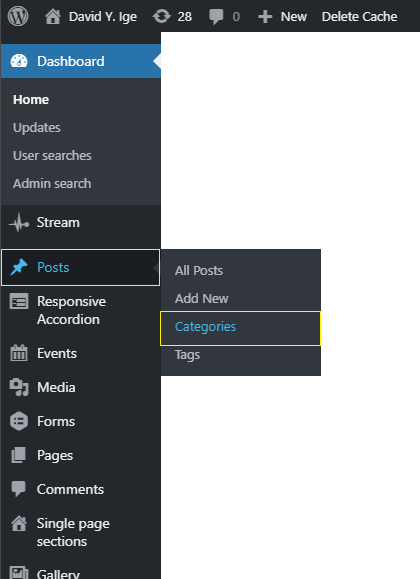 David Y. Ige 28 0 New Delete Cache
Dashboard
Home
Updates
User searches
Admin search
Stream
Posts
All Posts
Add New
Categories
Tags
Responsive
Accordion
Events
Media
Forms
Pages
Comments
Single page
sections
Gallery